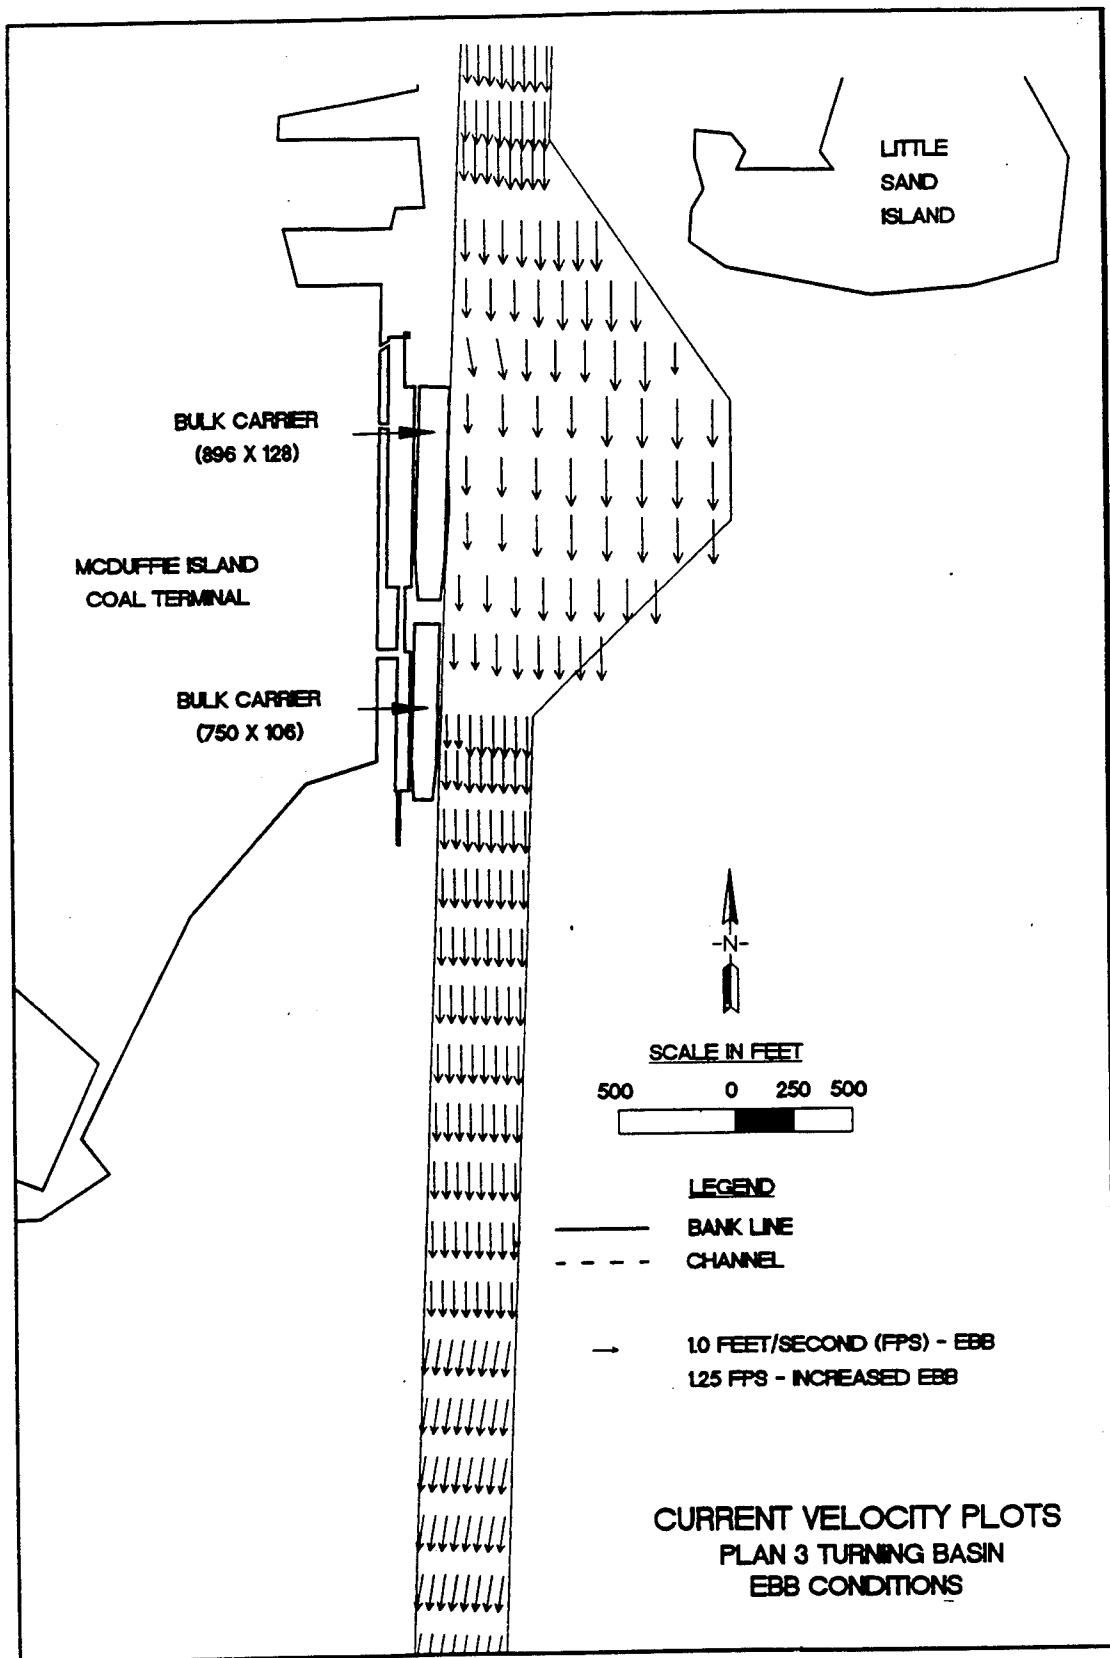 LITTLE
SAND
ISLAND
BULK CARRIER
(896 X 128)
MCDUFFIE ISLAND
COAL TERMINAL
BULK CARRIER
(750 X 106)
-N-
SCALE IN FEET
500 0 250 500
LEGEND
BANK LINE
CHANNEL
1.0 FEET/SECOND (FPS) - EBB
1.25 FPS - INCREASED EBB
CURRENT VELOCITY PLOTS
PLAN 3 TURNING BASIN
EBB CONDITIONS